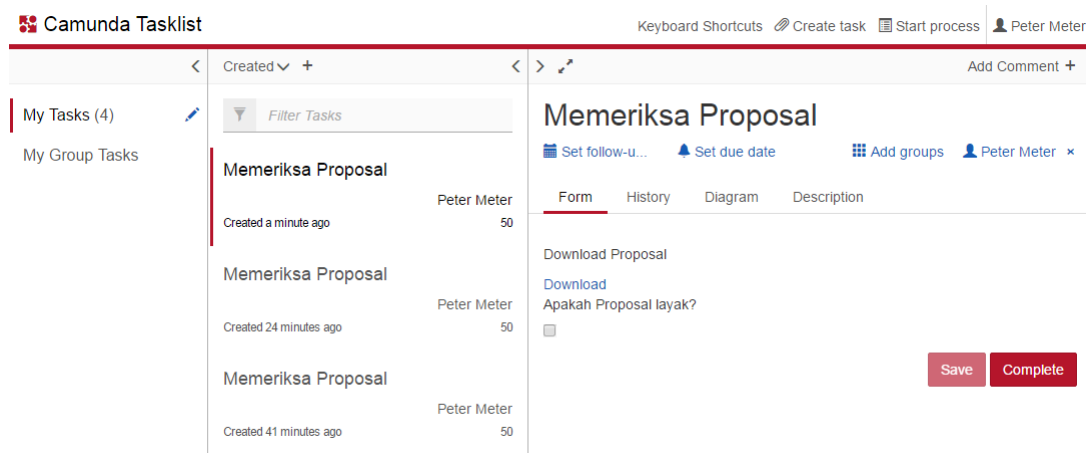 Camunda Tasklist
Keyboard Shortcuts Create task Start process Peter Meter
Created + Add Comment +
My Tasks (4)
My Group Tasks
Filter Tasks
Memeriksa Proposal
Peter Meter
Created a minute ago 50
Memeriksa Proposal
Peter Meter
Created 24 minutes ago 50
Memeriksa Proposal
Peter Meter
Created 41 minutes ago 50
Memeriksa Proposal
Set follow-u... Set due date Add groups Peter Meter ×
Form History Diagram Description
Download Proposal
Download
Apakah Proposal layak?
Save Complete